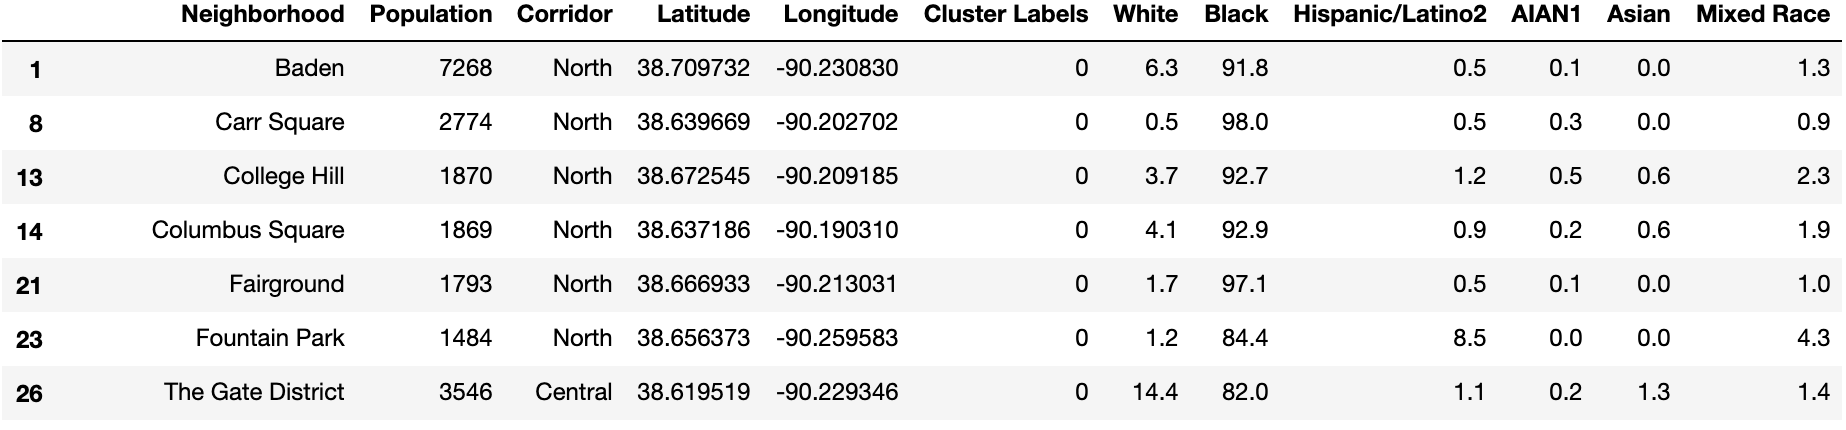 Neighborhood Population Corridor Latitude Longitude Cluster Labels White Black Hispanic/Latino2 AIAN1 Asian Mixed Race
1 Baden 7268 North 38.709732 -90.230830 0 6.3 91.8 0.5 0.1 0.0 1.3
8 Carr Square 2774 North 38.639669 -90.202702 0 0.5 98.0 0.5 0.3 0.0 0.9
13 College Hill 1870 North 38.672545 -90.209185 0 3.7 92.7 1.2 0.5 0.6 2.3
14 Columbus Square 1869 North 38.637186 -90.190310 0 4.1 92.9 0.9 0.2 0.6 1.9
21 Fairground 1793 North 38.666933 -90.213031 0 1.7 97.1 0.5 0.1 0.0 1.0
23 Fountain Park 1484 North 38.656373 -90.259583 0 1.2 84.4 8.5 0.0 0.0 4.3
26 The Gate District 3546 Central 38.619519 -90.229346 0 14.4 82.0 1.1 0.2 1.3 1.4